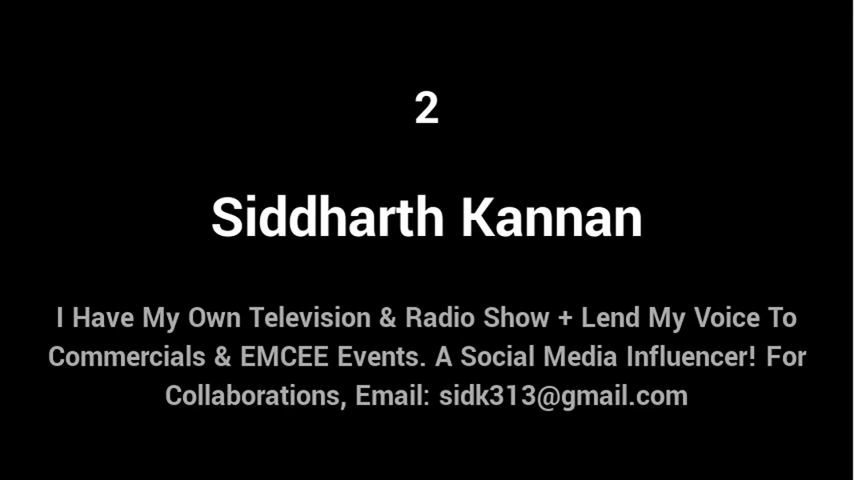 2
Siddharth Kannan
I Have My Own Television & Radio Show + Lend My Voice To
Commercials & EMCEE Events. A Social Media Influencer! For
Collaborations, Email: sidk313@gmail.com